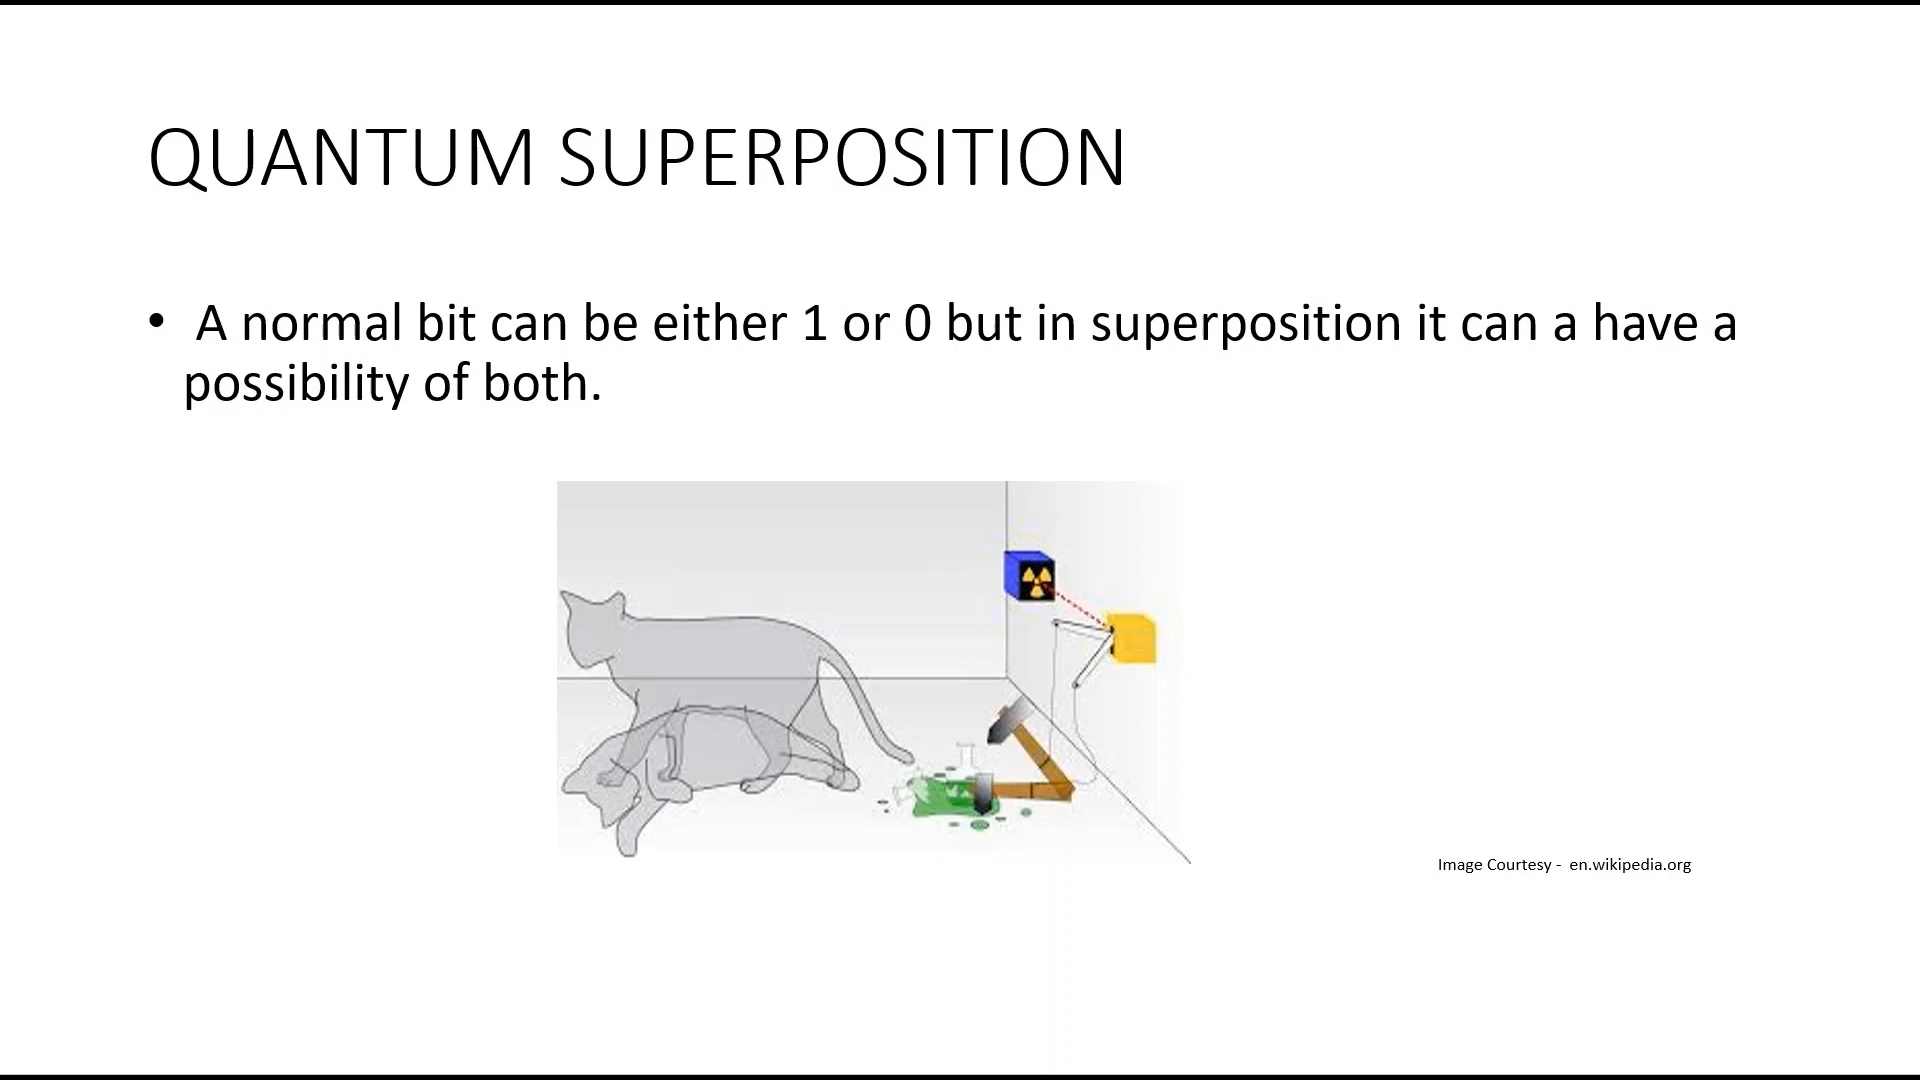 QUANTUM SUPERPOSITION
• A normal bit can be either 1 or 0 but in superposition it can a have a
possibility of both.
Image Courtesy - en.wikipedia.org